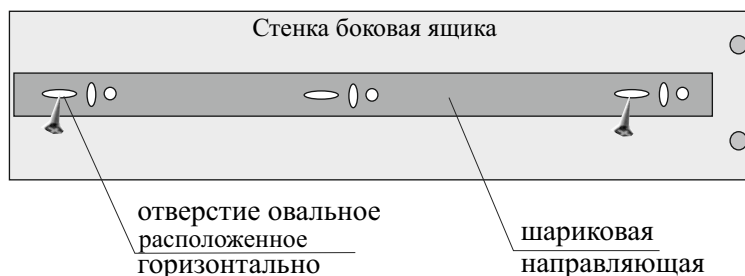 Стенка боковая ящика
отверстие овальное
расположенное
горизонтально
шариковая
направляющая